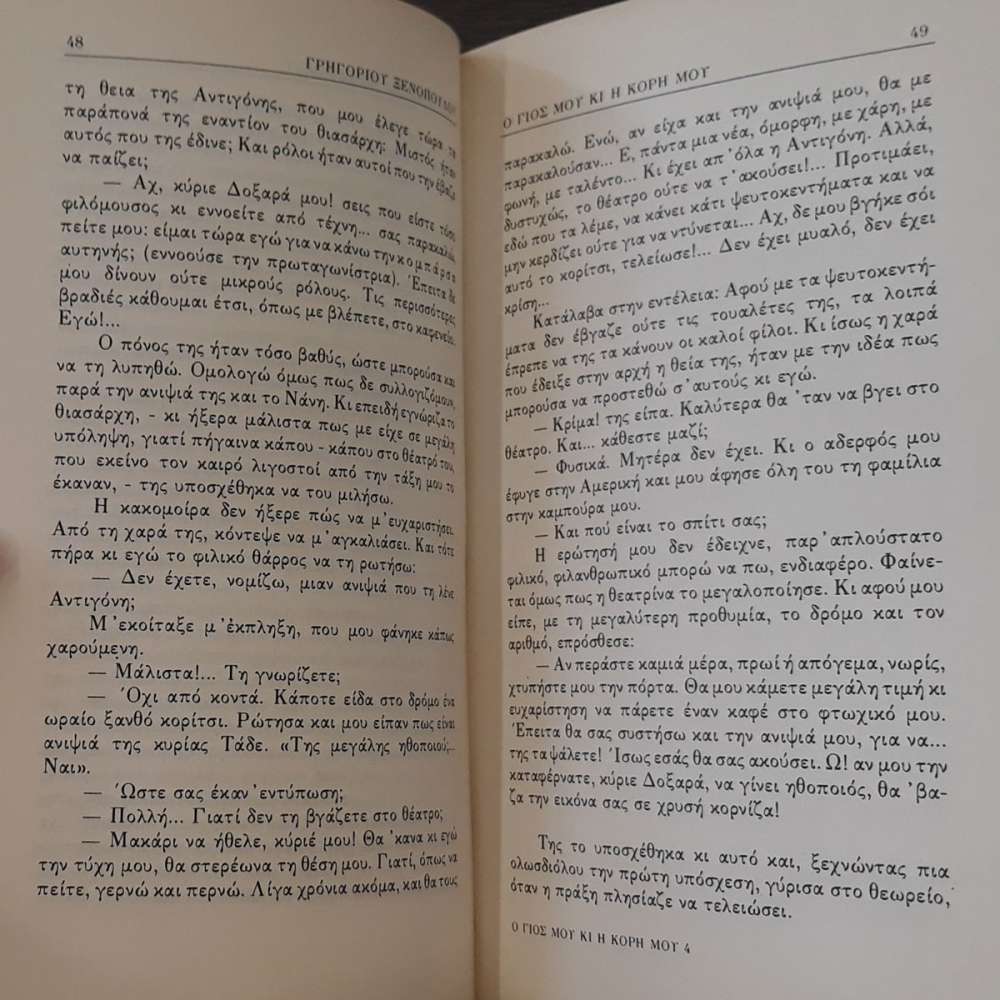 48
ΓΡΗΓΟΡΙΟΥ ΞΕΝΟΠΟΥΛΟΥ
τη θεια της Αντιγόνης, που μου έλεγε τώρα τα
παράπονά της εναντίον του θιασάρχη: Μιστός ήταν
αυτός που της έδινε; Και ρόλοι ήταν αυτοί που την έβαζε
να παίζει;
— Αχ, κύριε Δοξαρά μου! σεις που είστε τόσο
φιλόμουσος κι εννοείτε από τέχνη... σας παρακαλώ,
πείτε μου: είμαι τώρα εγώ για να κάνω την κομπάρσα
αυτηνής; (εννοούσε την πρωταγωνίστρια). Έπειτα δε
μου δίνουν ούτε μικρούς ρόλους. Τις περισσότερες
βραδιές κάθουμαι έτσι, όπως με βλέπετε, στο καφενείο.
Εγώ!...
Ο πόνος της ήταν τόσο βαθύς, ώστε μπορούσα και
να τη λυπηθώ. Ομολογώ όμως πως δε συλλογιζόμουν,
παρά την ανιψιά της και το Νάνη. Κι επειδή εγνώριζα το
θιασάρχη, - κι ήξερα μάλιστα πως με είχε σε μεγάλη
υπόληψη, γιατί πήγαινα κάπου - κάπου στο θέατρό του,
που εκείνο τον καιρό λιγοστοί από την τάξη μου το
έκαναν, - της υποσχέθηκα να του μιλήσω.
Η κακομοίρα δεν ήξερε πώς να μ᾿ευχαριστήσει.
Από τη χαρά της, κόντεψε να μ᾿αγκαλιάσει. Και τότε
πήρα κι εγώ το φιλικό θάρρος να τη ρωτήσω:
— Δεν έχετε, νομίζω, μιαν ανιψιά που τη λένε
Αντιγόνη;
Μ᾿εκοίταξε μ᾿έκπληξη, που μου φάνηκε κάπως
χαρούμενη.
— Μάλιστα!... Τη γνωρίζετε;
— Όχι από κοντά. Κάποτε είδα στο δρόμο ένα
ωραίο ξανθό κορίτσι. Ρώτησα και μου είπαν πως είναι
ανιψιά της κυρίας Τάδε. «Της μεγάλης ηθοποιού;...
Ναι».
— Ώστε σας έκαν᾿εντύπωση;
— Πολλή... Γιατί δεν τη βγάζετε στο θέατρο;
— Μακάρι να ήθελε, κύριέ μου! Θα ᾿κανα κι εγώ
την τύχη μου, θα στερέωνα τη θέση μου. Γιατί, όπως να
πείτε, γερνώ και περνώ. Λίγα χρόνια ακόμα, και θα τους
49
Ο ΓΙΟΣ ΜΟΥ ΚΙ Η ΚΟΡΗ ΜΟΥ
παρακαλώ. Ενώ, αν είχα και την ανιψιά μου, θα με
παρακαλούσαν... Ε, πάντα μια νέα, όμορφη, με χάρη, με
φωνή, με ταλέντο... Κι έχει απ᾿όλα η Αντιγόνη. Αλλά,
δυστυχώς, το θέατρο ούτε να τ᾿ακούσει!... Προτιμάει,
εδώ που τα λέμε, να κάνει κάτι ψευτοκεντήματα και να
μην κερδίζει ούτε για να ντύνεται... Αχ, δε μου βγήκε σόι
αυτό το κορίτσι, τελείωσε!... Δεν έχει μυαλό, δεν έχει
κρίση...
Κατάλαβα στην εντέλεια: Αφού με τα ψευτοκεντή-
ματα δεν έβγαζε ούτε τις τουαλέτες της, τα λοιπά
έπρεπε να της τα κάνουν οι καλοί φίλοι. Κι ίσως η χαρά
που έδειξε στην αρχή η θεία της, ήταν με την ιδέα πως
μπορούσα να προστεθώ σ᾿αυτούς κι εγώ.
— Κρίμα! της είπα. Καλύτερα θα ᾿ταν να βγει στο
θέατρο. Και... κάθεστε μαζί;
— Φυσικά. Μητέρα δεν έχει. Κι ο αδερφός μου
έφυγε στην Αμερική και μου άφησε όλη του τη φαμίλια
στην καμπούρα μου.
— Και πού είναι το σπίτι σας;
Η ερώτησή μου δεν έδειχνε, παρ᾿απλούστατο
φιλικό, φιλανθρωπικό μπορώ να πω, ενδιαφέρο. Φαίνε-
ται όμως πως η θεατρίνα το μεγαλοποίησε. Κι αφού μου
είπε, με τη μεγαλύτερη προθυμία, το δρόμο και τον
αριθμό, επρόσθεσε:
— Αν περάστε καμιά μέρα, πρωί ή απόγεμα, νωρίς,
χτυπήστε μου την πόρτα. Θα μου κάμετε μεγάλη τιμή κι
ευχαρίστηση να πάρετε έναν καφέ στο φτωχικό μου.
Έπειτα θα σας συστήσω και την ανιψιά μου, για να...
της τα ψάλετε! Ίσως εσάς θα σας ακούσει. Ω! αν μου την
καταφέρνατε, κύριε Δοξαρά, να γίνει ηθοποιός, θα ᾿βα-
ζα την εικόνα σας σε χρυσή κορνίζα!
Της το υποσχέθηκα κι αυτό και, ξεχνώντας πια
ολωσδιόλου την πρώτη υπόσχεση, γύρισα στο θεωρείο,
όταν η πράξη πλησίαζε να τελειώσει.
Ο ΓΙΟΣ ΜΟΥ ΚΙ Η ΚΟΡΗ ΜΟΥ 4